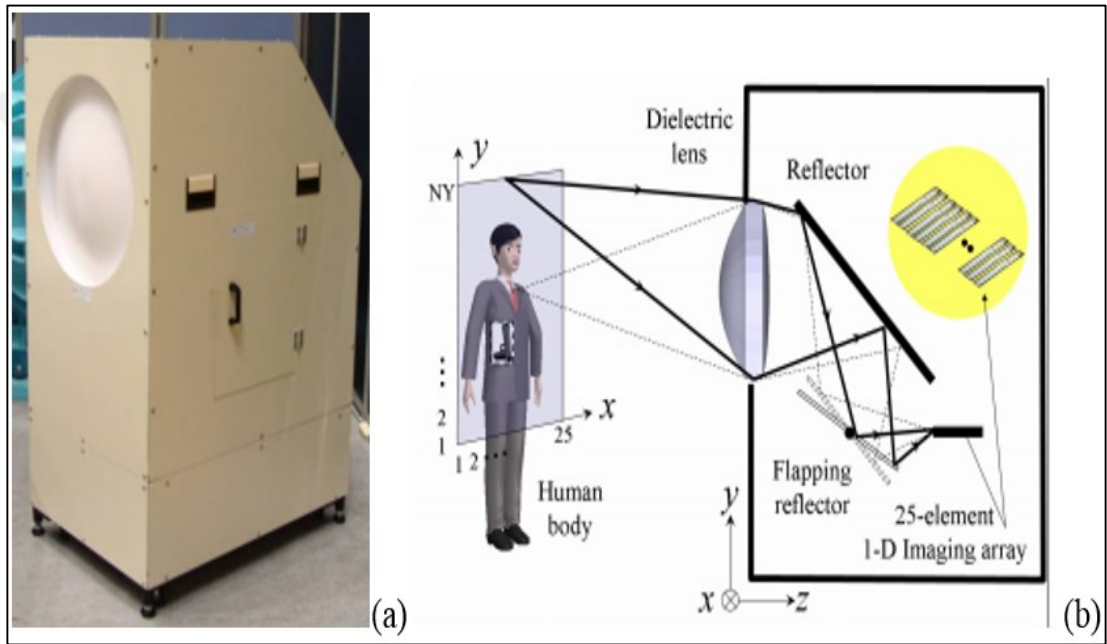 (a)
y
NY
⋮
2
1
1 2 ⋯
25
x
Human
body
Dielectric
lens
Reflector
Flapping
reflector
25-element
1-D Imaging array
y
x
z
(b)